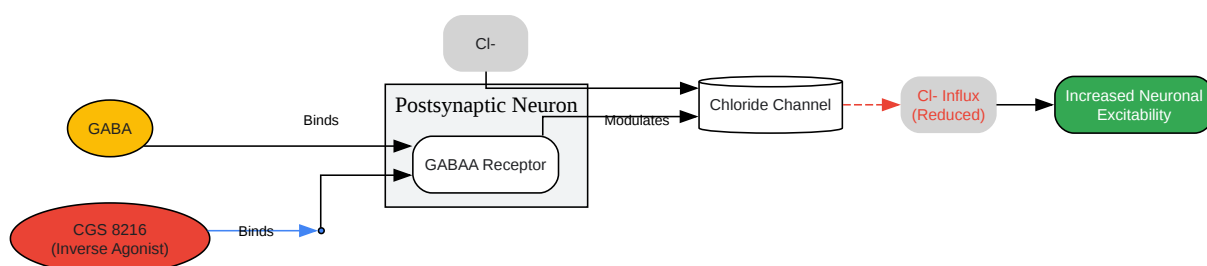 Cl-
Postsynaptic Neuron
GABA
Binds
GABAA Receptor
Modulates
Chloride Channel
Cl- Influx
(Reduced)
Increased Neuronal
Excitability
CGS 8216
(Inverse Agonist)
Binds